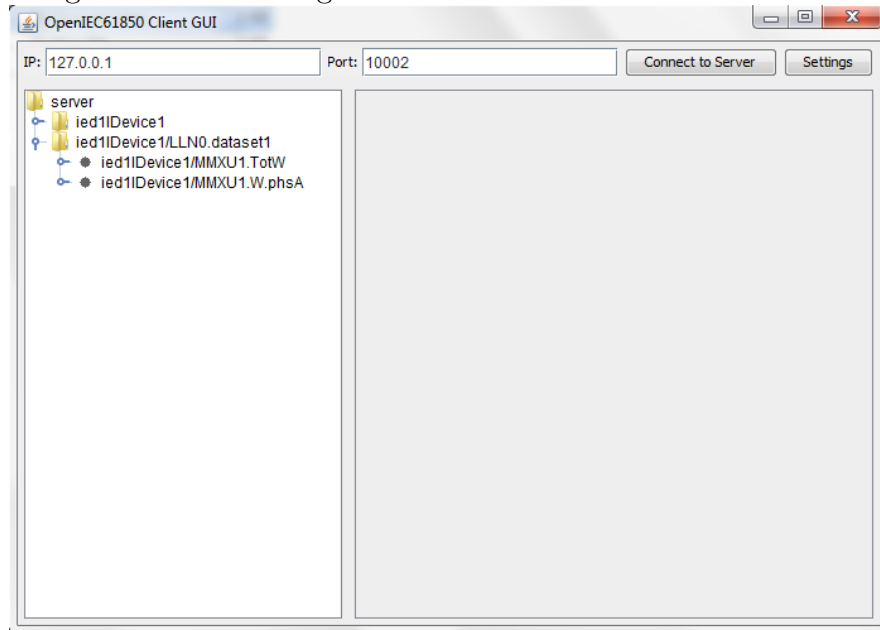 OpenIEC61850 Client GUI
IP: 127.0.0.1 Port: 10002 Connect to Server Settings
server
ied1lDevice1
ied1lDevice1/LLN0.dataset1
ied1lDevice1/MMXU1.TotW
ied1lDevice1/MMXU1.W.phsA